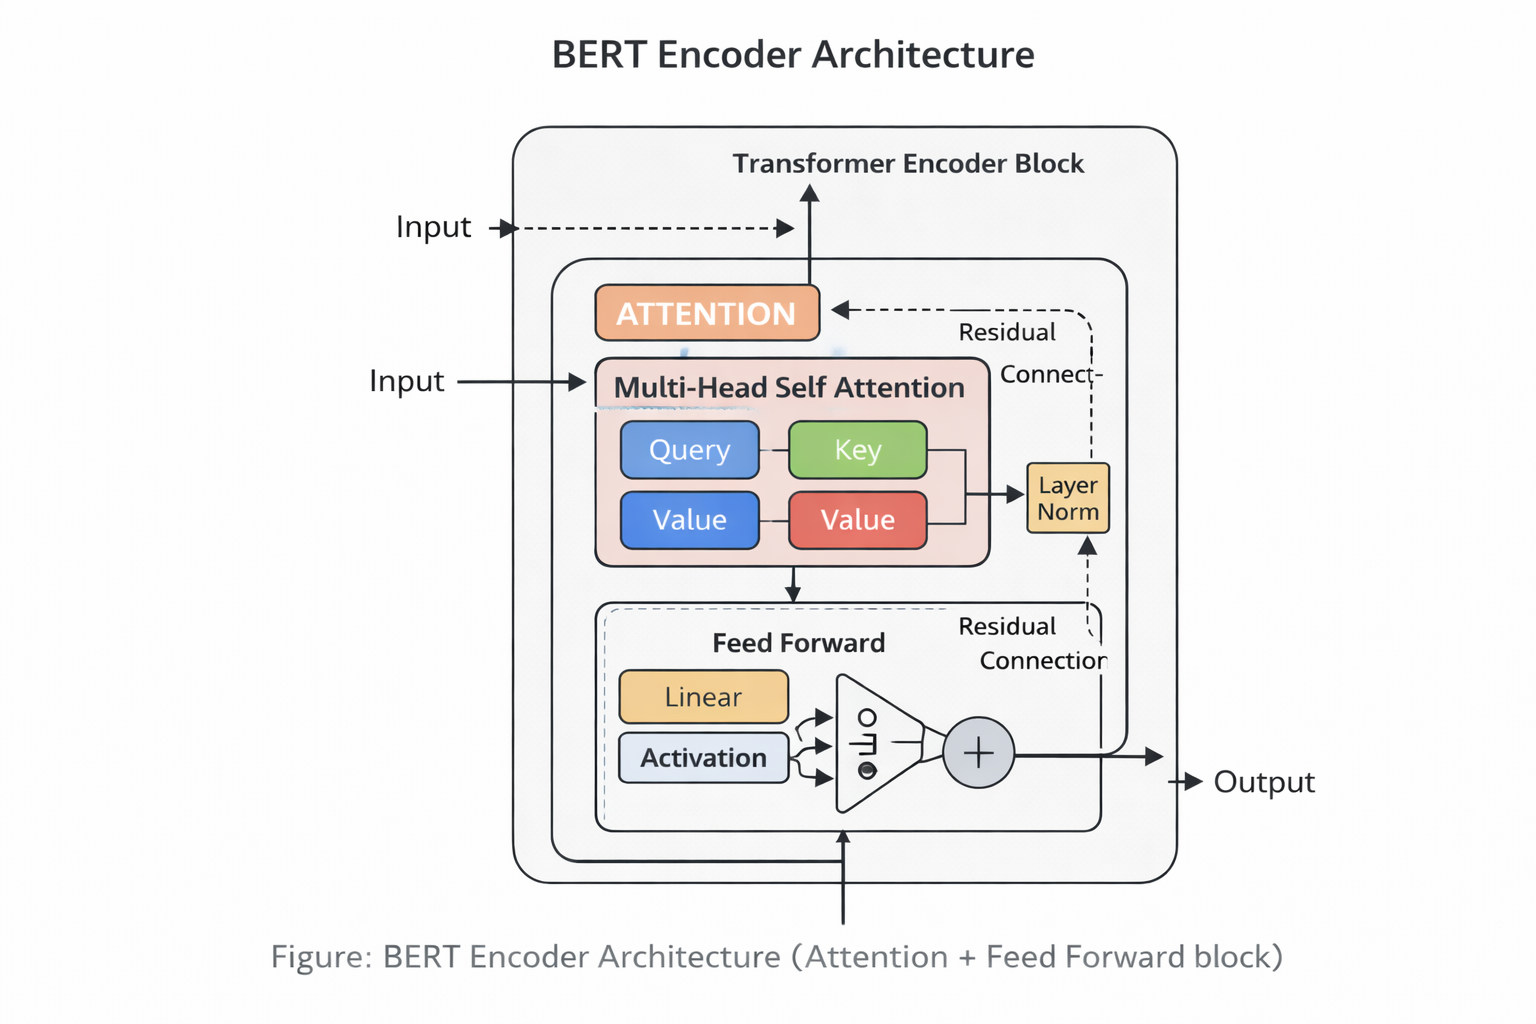 BERT Encoder Architecture
Transformer Encoder Block
Input
ATTENTION
Residual
Connect-
Input
Multi-Head Self Attention
Query
Key
Value
Value
Layer
Norm
Residual
Connection
Feed Forward
Linear
Activation
+
Output
Figure: BERT Encoder Architecture (Attention + Feed Forward block)